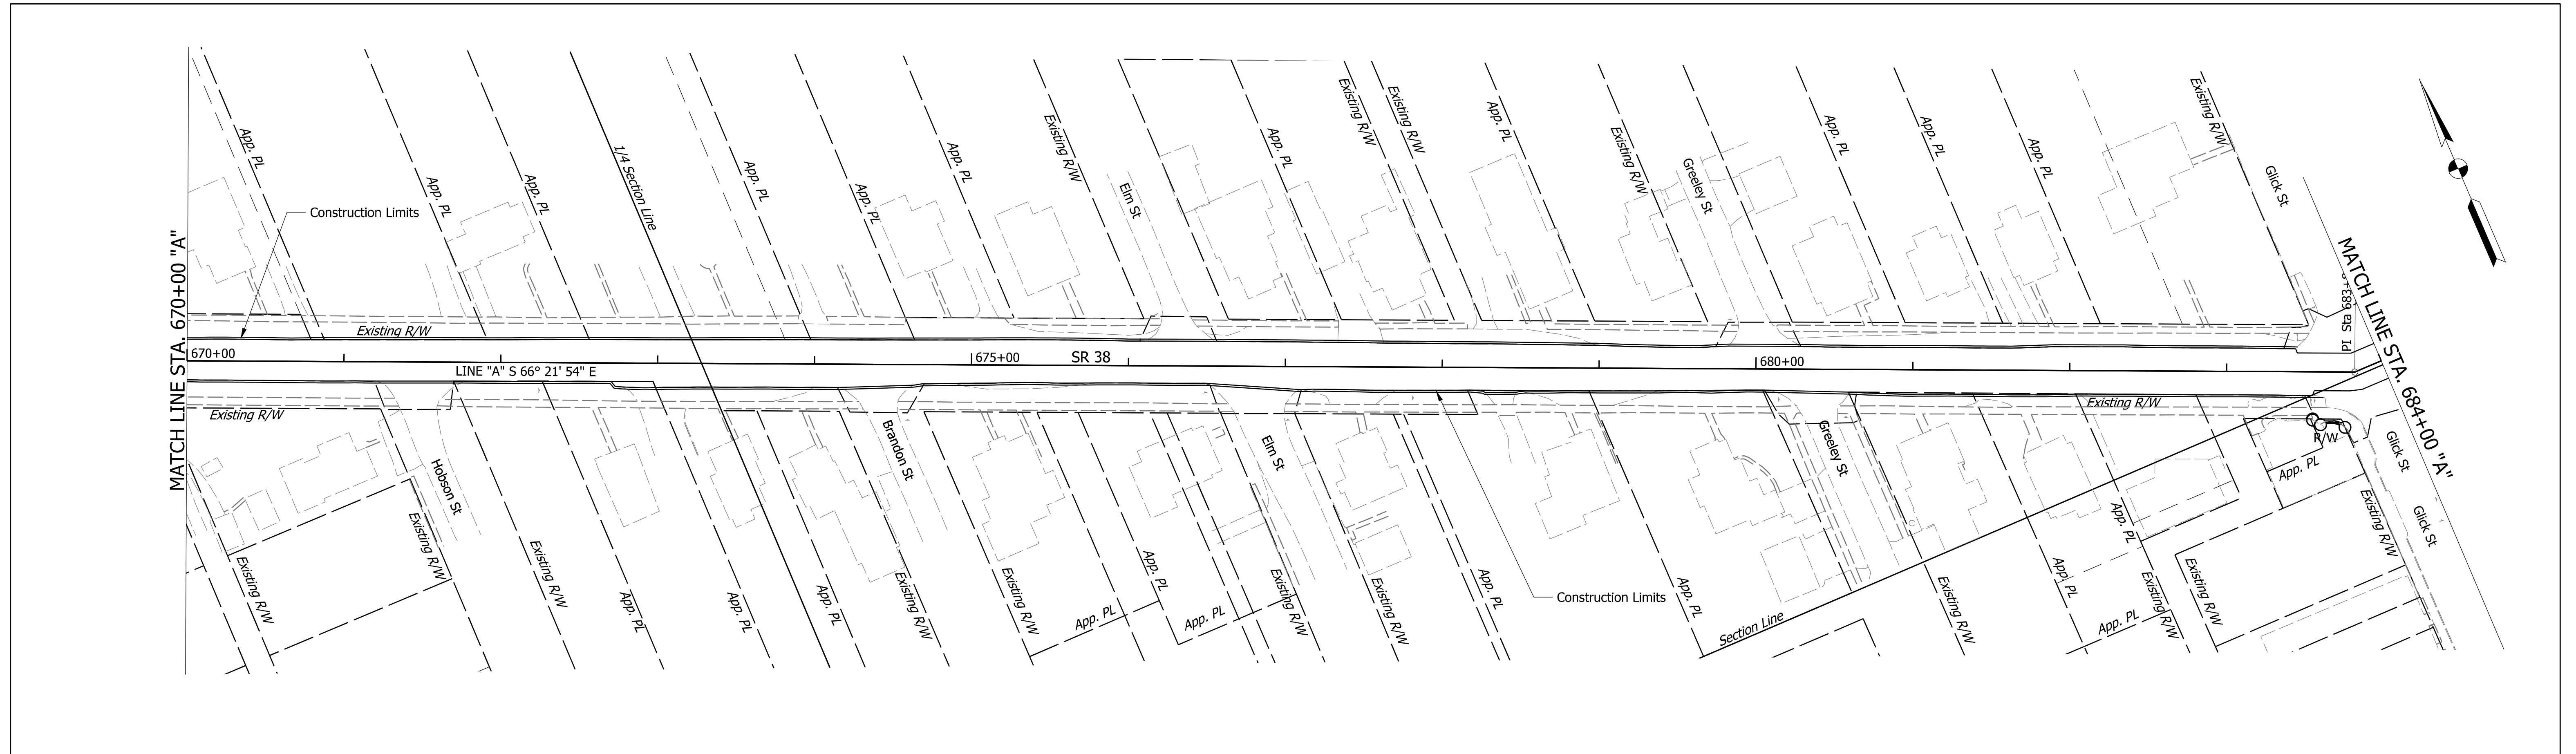 App. PL
App. PL
App. PL
1/4 Section Line
App. PL
App. PL
App. PL
Existing R/W
Elm St
App. PL
Existing R/W
Existing R/W
App. PL
Existing R/W
Greeley St
App. PL
App. PL
App. PL
Existing R/W
Glick St
Construction Limits
MATCH LINE STA. 670+00 "A"
Existing R/W
670+00
LINE "A" S 66° 21' 54" E
675+00
SR 38
680+00
PI Sta 683+
MATCH LINE STA. 684+00 "A"
Existing R/W
Existing R/W
Hobson St
Existing R/W
Existing R/W
Existing R/W
App. PL
App. PL
App. PL
Brandon St
Existing R/W
Existing R/W
App. PL
App. PL
App. PL
Elm St
Existing R/W
Existing R/W
App. PL
Construction Limits
App. PL
Section Line
Greeley St
Existing R/W
App. PL
App. PL
Existing R/W
App. PL
Existing R/W
R/W
App. PL
Existing R/W
Glick St
Glick St